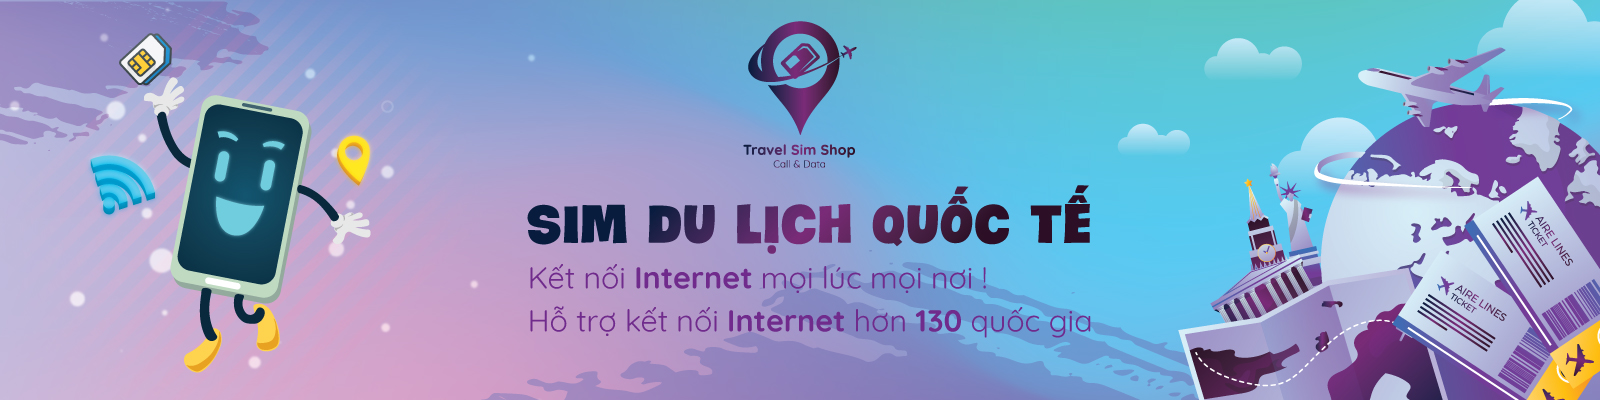 Travel Sim Shop
Call & Data
SIM DU LỊCH QUỐC TẾ
Kết nối Internet mọi lúc mọi nơi !
Hỗ trợ kết nối Internet hơn 130 quốc gia
AIRE LINES
TICKET
AIRE LINES
TICKET